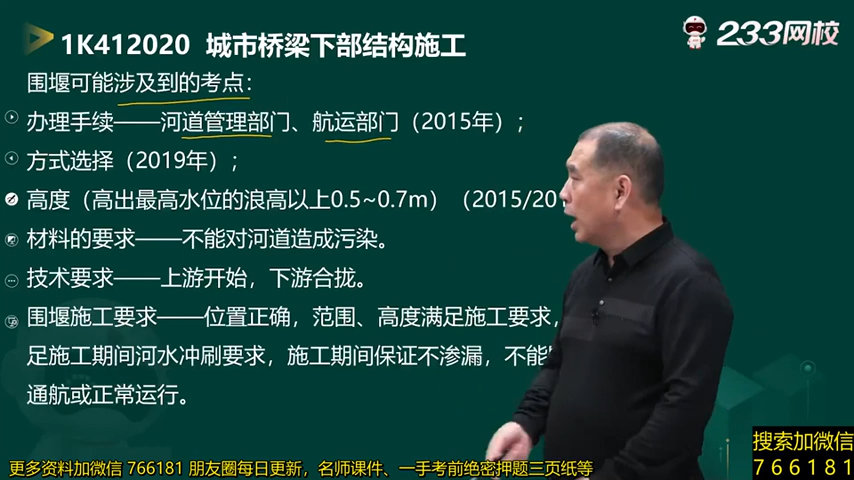 1K412020 城市桥梁下部结构施工
233网校
围堰可能涉及到的考点：
办理手续——河道管理部门、航运部门（2015年）；
方式选择（2019年）；
高度（高出最高水位的浪高以上0.5~0.7m）（2015/20
材料的要求——不能对河道造成污染。
技术要求——上游开始，下游合拢。
围堰施工要求——位置正确，范围、高度满足施工要求，
足施工期间河水冲刷要求，施工期间保证不渗漏，不能
通航或正常运行。
搜索加微信
766181
更多资料加微信 766181 朋友圈每日更新，名师课件、一手考前绝密押题三页纸等